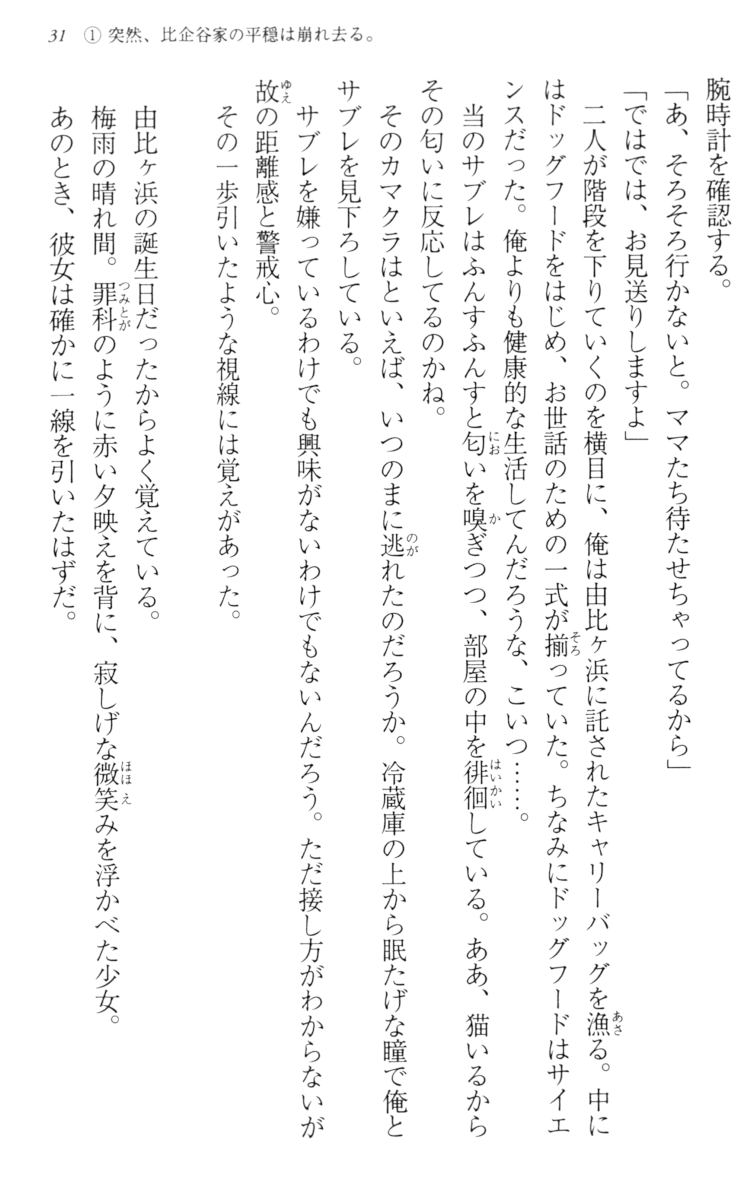 31 ① 突然、比企谷家の平穏は崩れ去る。
腕時計を確認する。
「あ、そろそろ行かないと。ママたち待たせちゃってるから」
「ではでは、お見送りしますよ」
二人が階段を下りていくのを横目に、俺は由比ヶ浜に託されたキャリーバッグを漁る。中に
はドッグフードをはじめ、お世話のための一式が揃っていた。ちなみにドッグフードはサイエ
ンスだった。俺よりも健康的な生活してんだろうな、こいつ……。
当のサブレはふんすふんすと匂いを嗅ぎつつ、部屋の中を徘徊している。ああ、猫いるから
その匂いに反応してるのかね。
そのカマクラはといえば、いつのまに逃れたのだろうか。冷蔵庫の上から眠たげな瞳で俺と
サブレを見下ろしている。
サブレを嫌っているわけでも興味がないわけでもないんだろう。ただ接し方がわからないが
故の距離感と警戒心。
その一歩引いたような視線には覚えがあった。
由比ヶ浜の誕生日だったからよく覚えている。
梅雨の晴れ間。罪科のように赤い夕映えを背に、寂しげな微笑みを浮かべた少女。
あのとき、彼女は確かに一線を引いたはずだ。